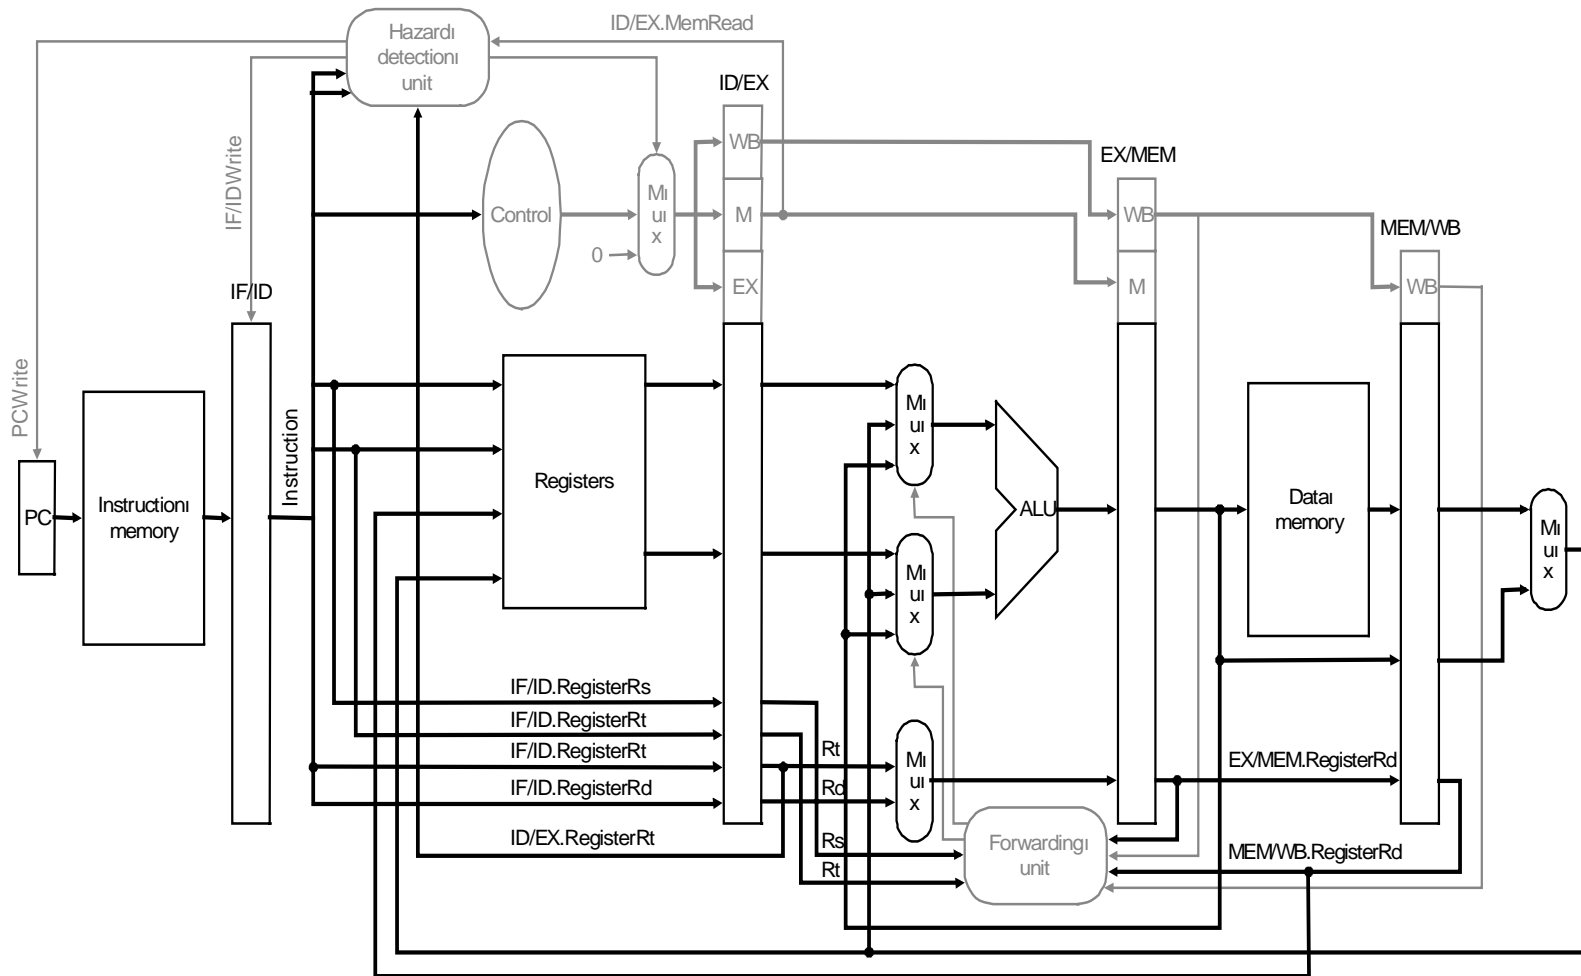 Hazardı
detectionı
unit
ID/EX.MemRead
ID/EX
IF/IDWrite
WB
EX/MEM
Control
Mı
uı
x
M
WB
MEM/WB
0
EX
M
WB
IF/ID
PCWrite
Instruction
PC
Instructionı
memory
Registers
Mı
uı
x
ALU
Mı
uı
x
Dataı
memory
Mı
uı
x
IF/ID.RegisterRs
IF/ID.RegisterRt
IF/ID.RegisterRt
IF/ID.RegisterRd
ID/EX.RegisterRt
Rt
Rd
Mı
uı
x
EX/MEM.RegisterRd
Rs
Rt
Forwardingı
unit
MEM/WB.RegisterRd